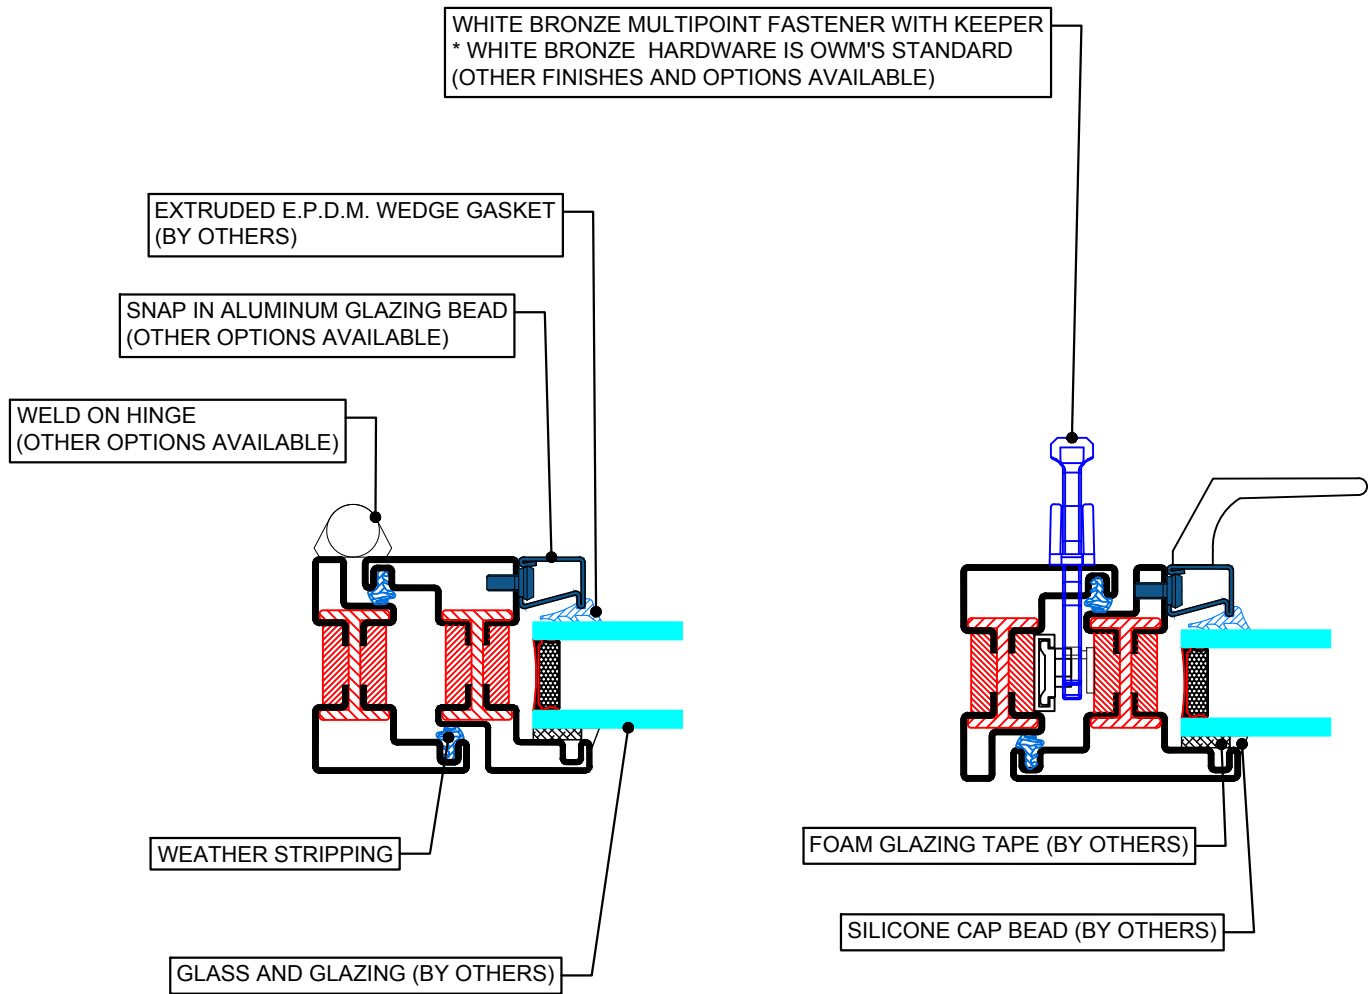 WHITE BRONZE MULTIPOINT FASTENER WITH KEEPER
* WHITE BRONZE  HARDWARE IS OWM'S STANDARD
(OTHER FINISHES AND OPTIONS AVAILABLE)
EXTRUDED E.P.D.M. WEDGE GASKET
(BY OTHERS)
SNAP IN ALUMINUM GLAZING BEAD
(OTHER OPTIONS AVAILABLE)
WELD ON HINGE
(OTHER OPTIONS AVAILABLE)
WEATHER STRIPPING
FOAM GLAZING TAPE (BY OTHERS)
SILICONE CAP BEAD (BY OTHERS)
GLASS AND GLAZING (BY OTHERS)